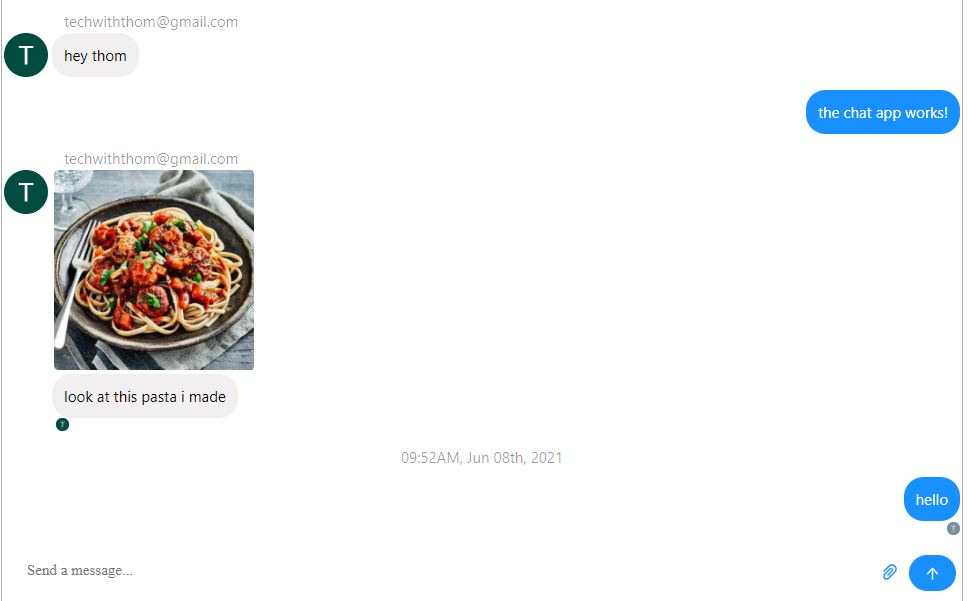 techwiththom@gmail.com
T
hey thom
the chat app works!
techwiththom@gmail.com
T
look at this pasta i made
T
09:52AM, Jun 08th, 2021
hello
T
Send a message...